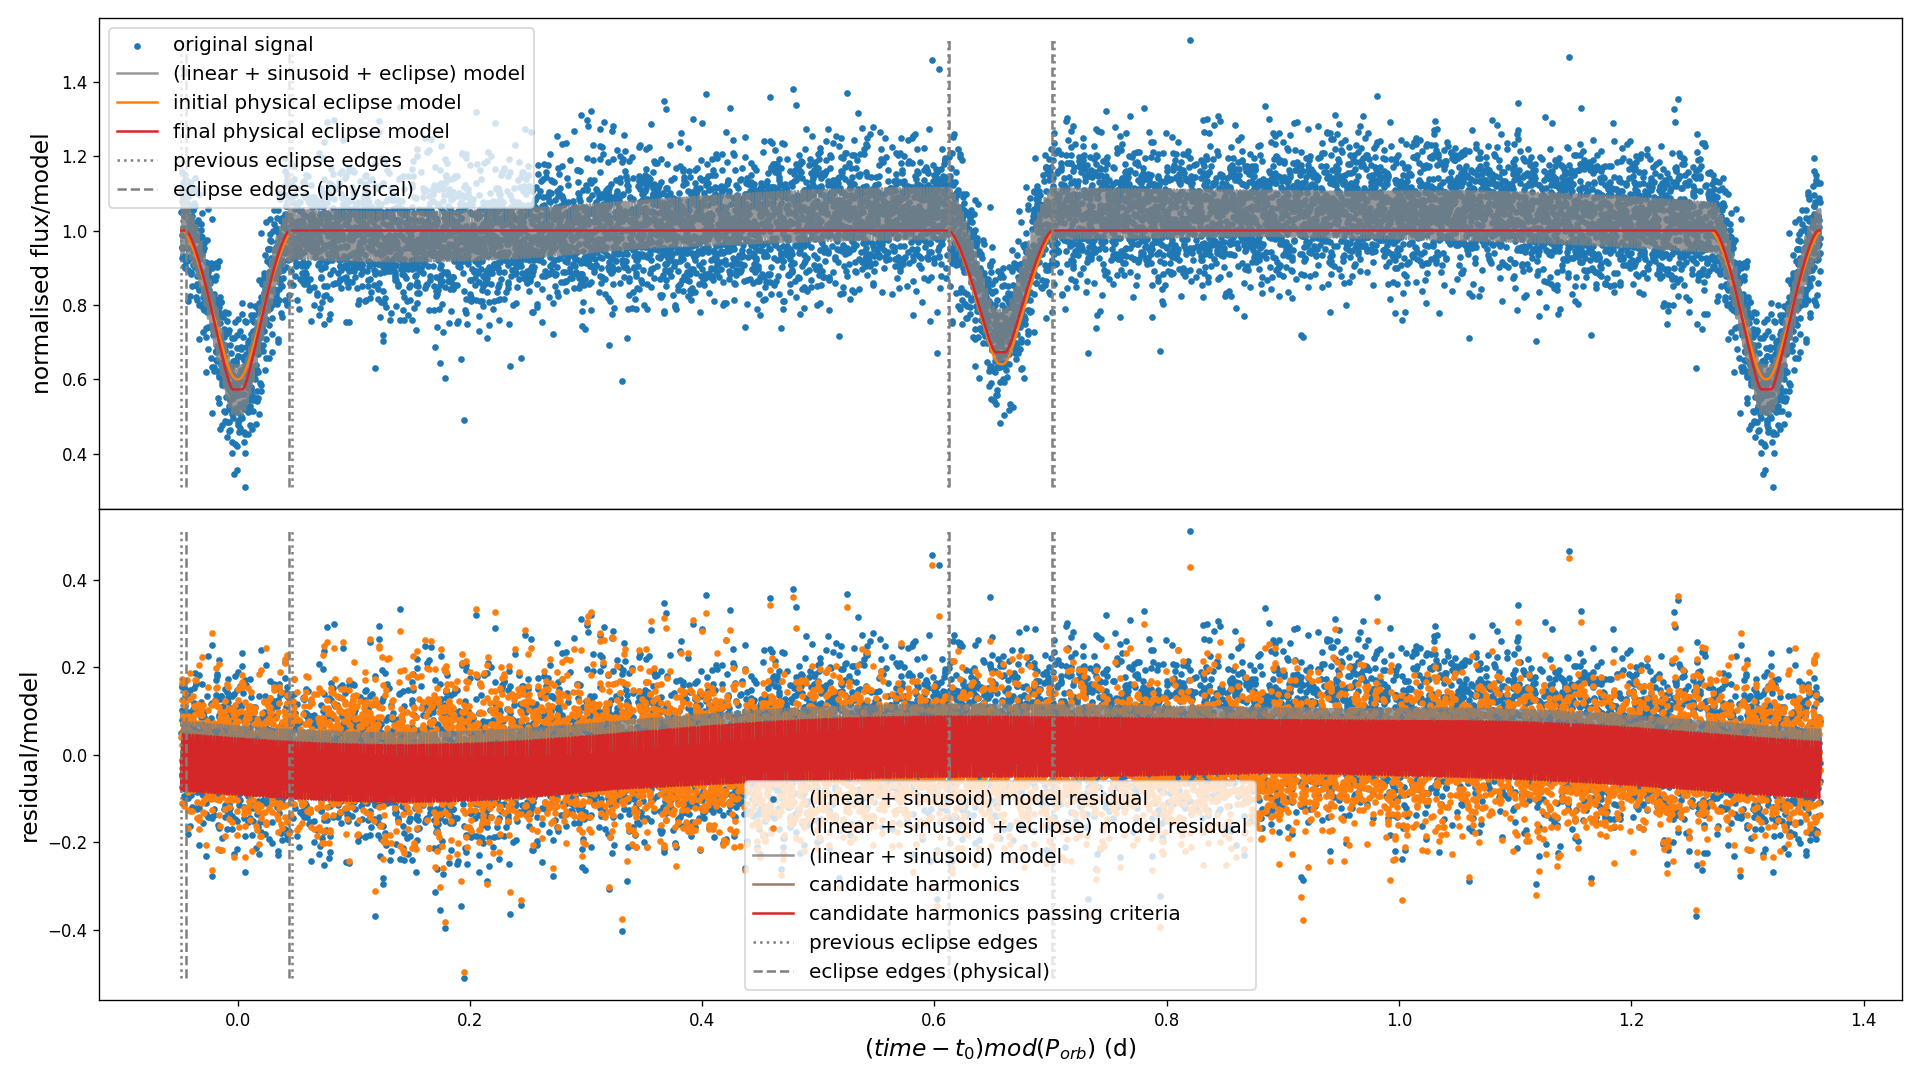 normalised flux/model
1.4
1.2
1.0
0.8
0.6
0.4
original signal
(linear + sinusoid + eclipse) model
initial physical eclipse model
final physical eclipse model
previous eclipse edges
eclipse edges (physical)
residual/model
0.4
0.2
0.0
−0.2
−0.4
(linear + sinusoid) model residual
(linear + sinusoid + eclipse) model residual
(linear + sinusoid) model
candidate harmonics
candidate harmonics passing criteria
previous eclipse edges
eclipse edges (physical)
0.0 0.2 0.4 0.6 0.8 1.0 1.2 1.4
(time − t₀)mod(P_orb) (d)